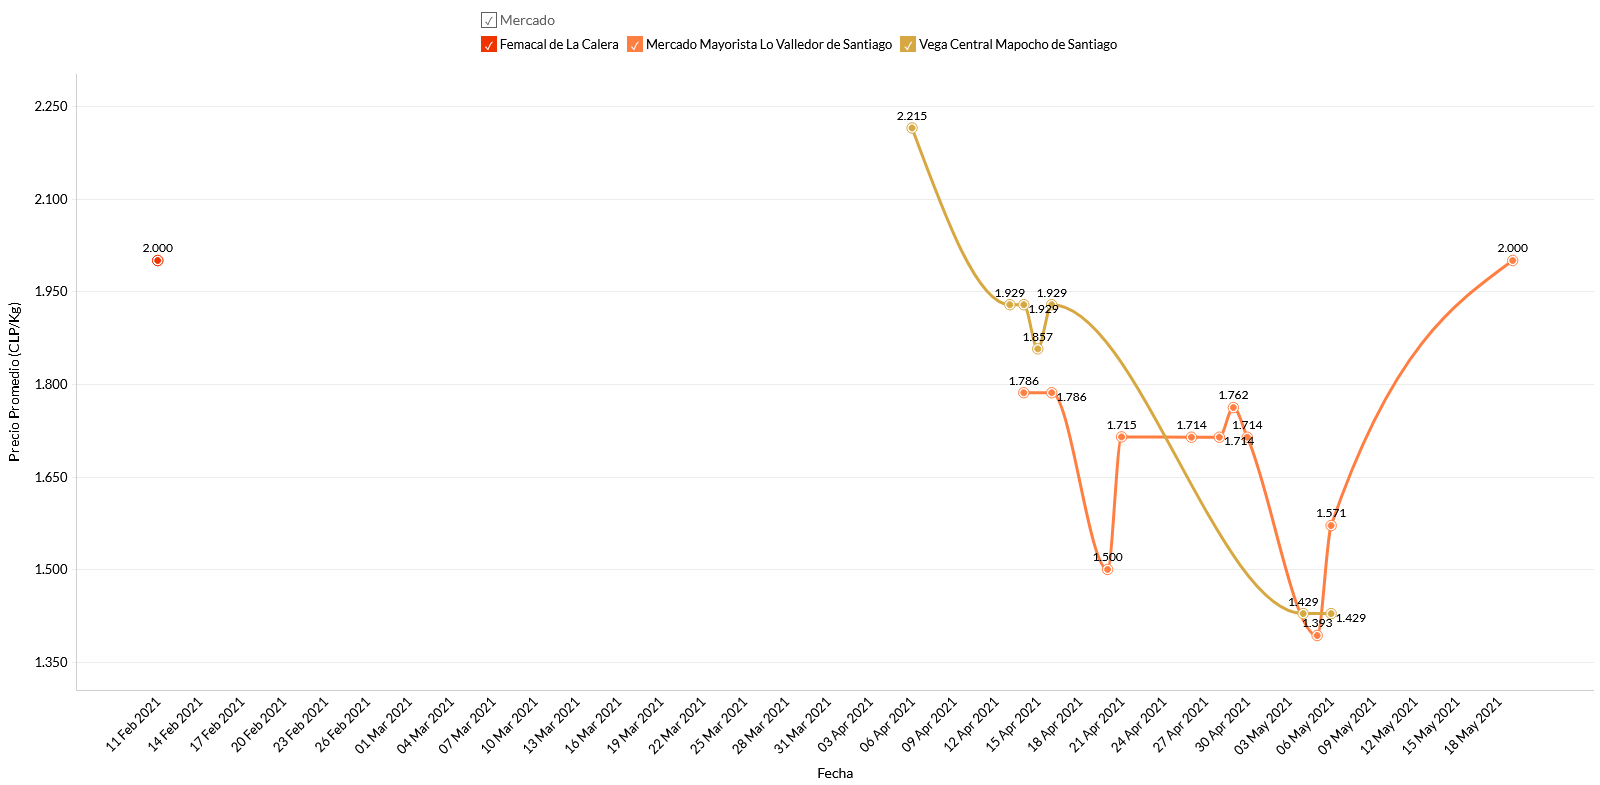 Mercado
Femacal de La Calera Mercado Mayorista Lo Valledor de Santiago Vega Central Mapocho de Santiago
2.250
2.215
2.100
2.000
2.000
1.950
1.929
1.929
1.929
1.857
1.800
1.786
1.786
1.762
1.715
1.714
1.714
1.714
1.650
1.571
1.500
1.500
1.429
1.429
1.393
1.350
Precio Promedio (CLP/Kg)
11 Feb 2021
14 Feb 2021
17 Feb 2021
20 Feb 2021
23 Feb 2021
26 Feb 2021
01 Mar 2021
04 Mar 2021
07 Mar 2021
10 Mar 2021
13 Mar 2021
16 Mar 2021
19 Mar 2021
22 Mar 2021
25 Mar 2021
28 Mar 2021
31 Mar 2021
03 Apr 2021
06 Apr 2021
09 Apr 2021
12 Apr 2021
15 Apr 2021
18 Apr 2021
21 Apr 2021
24 Apr 2021
27 Apr 2021
30 Apr 2021
03 May 2021
06 May 2021
09 May 2021
12 May 2021
15 May 2021
18 May 2021
Fecha